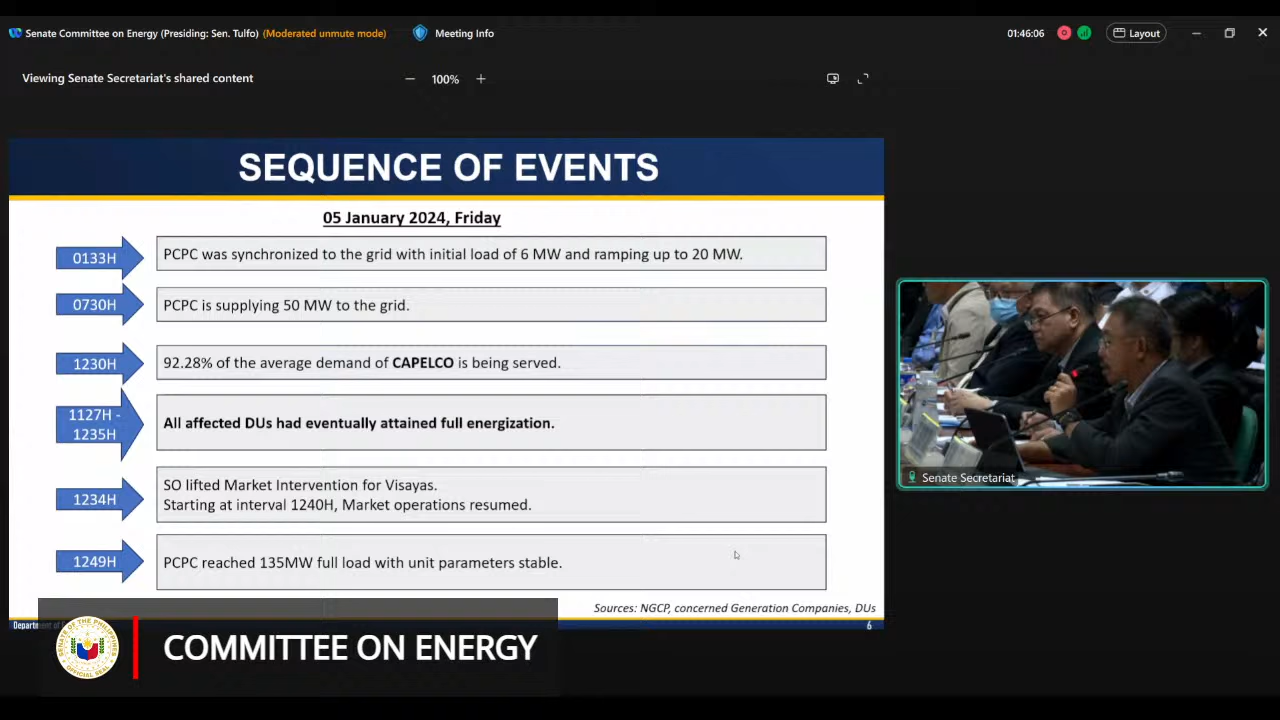 Senate Committee on Energy (Presiding: Sen. Tulfo) (Moderated unmute mode) Meeting Info 01:46:06 Layout
Viewing Senate Secretariat's shared content 100%
SEQUENCE OF EVENTS
05 January 2024, Friday
0133H PCPC was synchronized to the grid with initial load of 6 MW and ramping up to 20 MW.
0730H PCPC is supplying 50 MW to the grid.
1230H 92.28% of the average demand of CAPELCO is being served.
1127H -
1235H
All affected DUs had eventually attained full energization.
1234H
SO lifted Market Intervention for Visayas.
Starting at interval 1240H, Market operations resumed.
1249H PCPC reached 135MW full load with unit parameters stable.
Sources: NGCP, concerned Generation Companies, DUs
6
Senate Secretariat
SENATE OF THE PHILIPPINES
OFFICIAL SEAL
COMMITTEE ON ENERGY